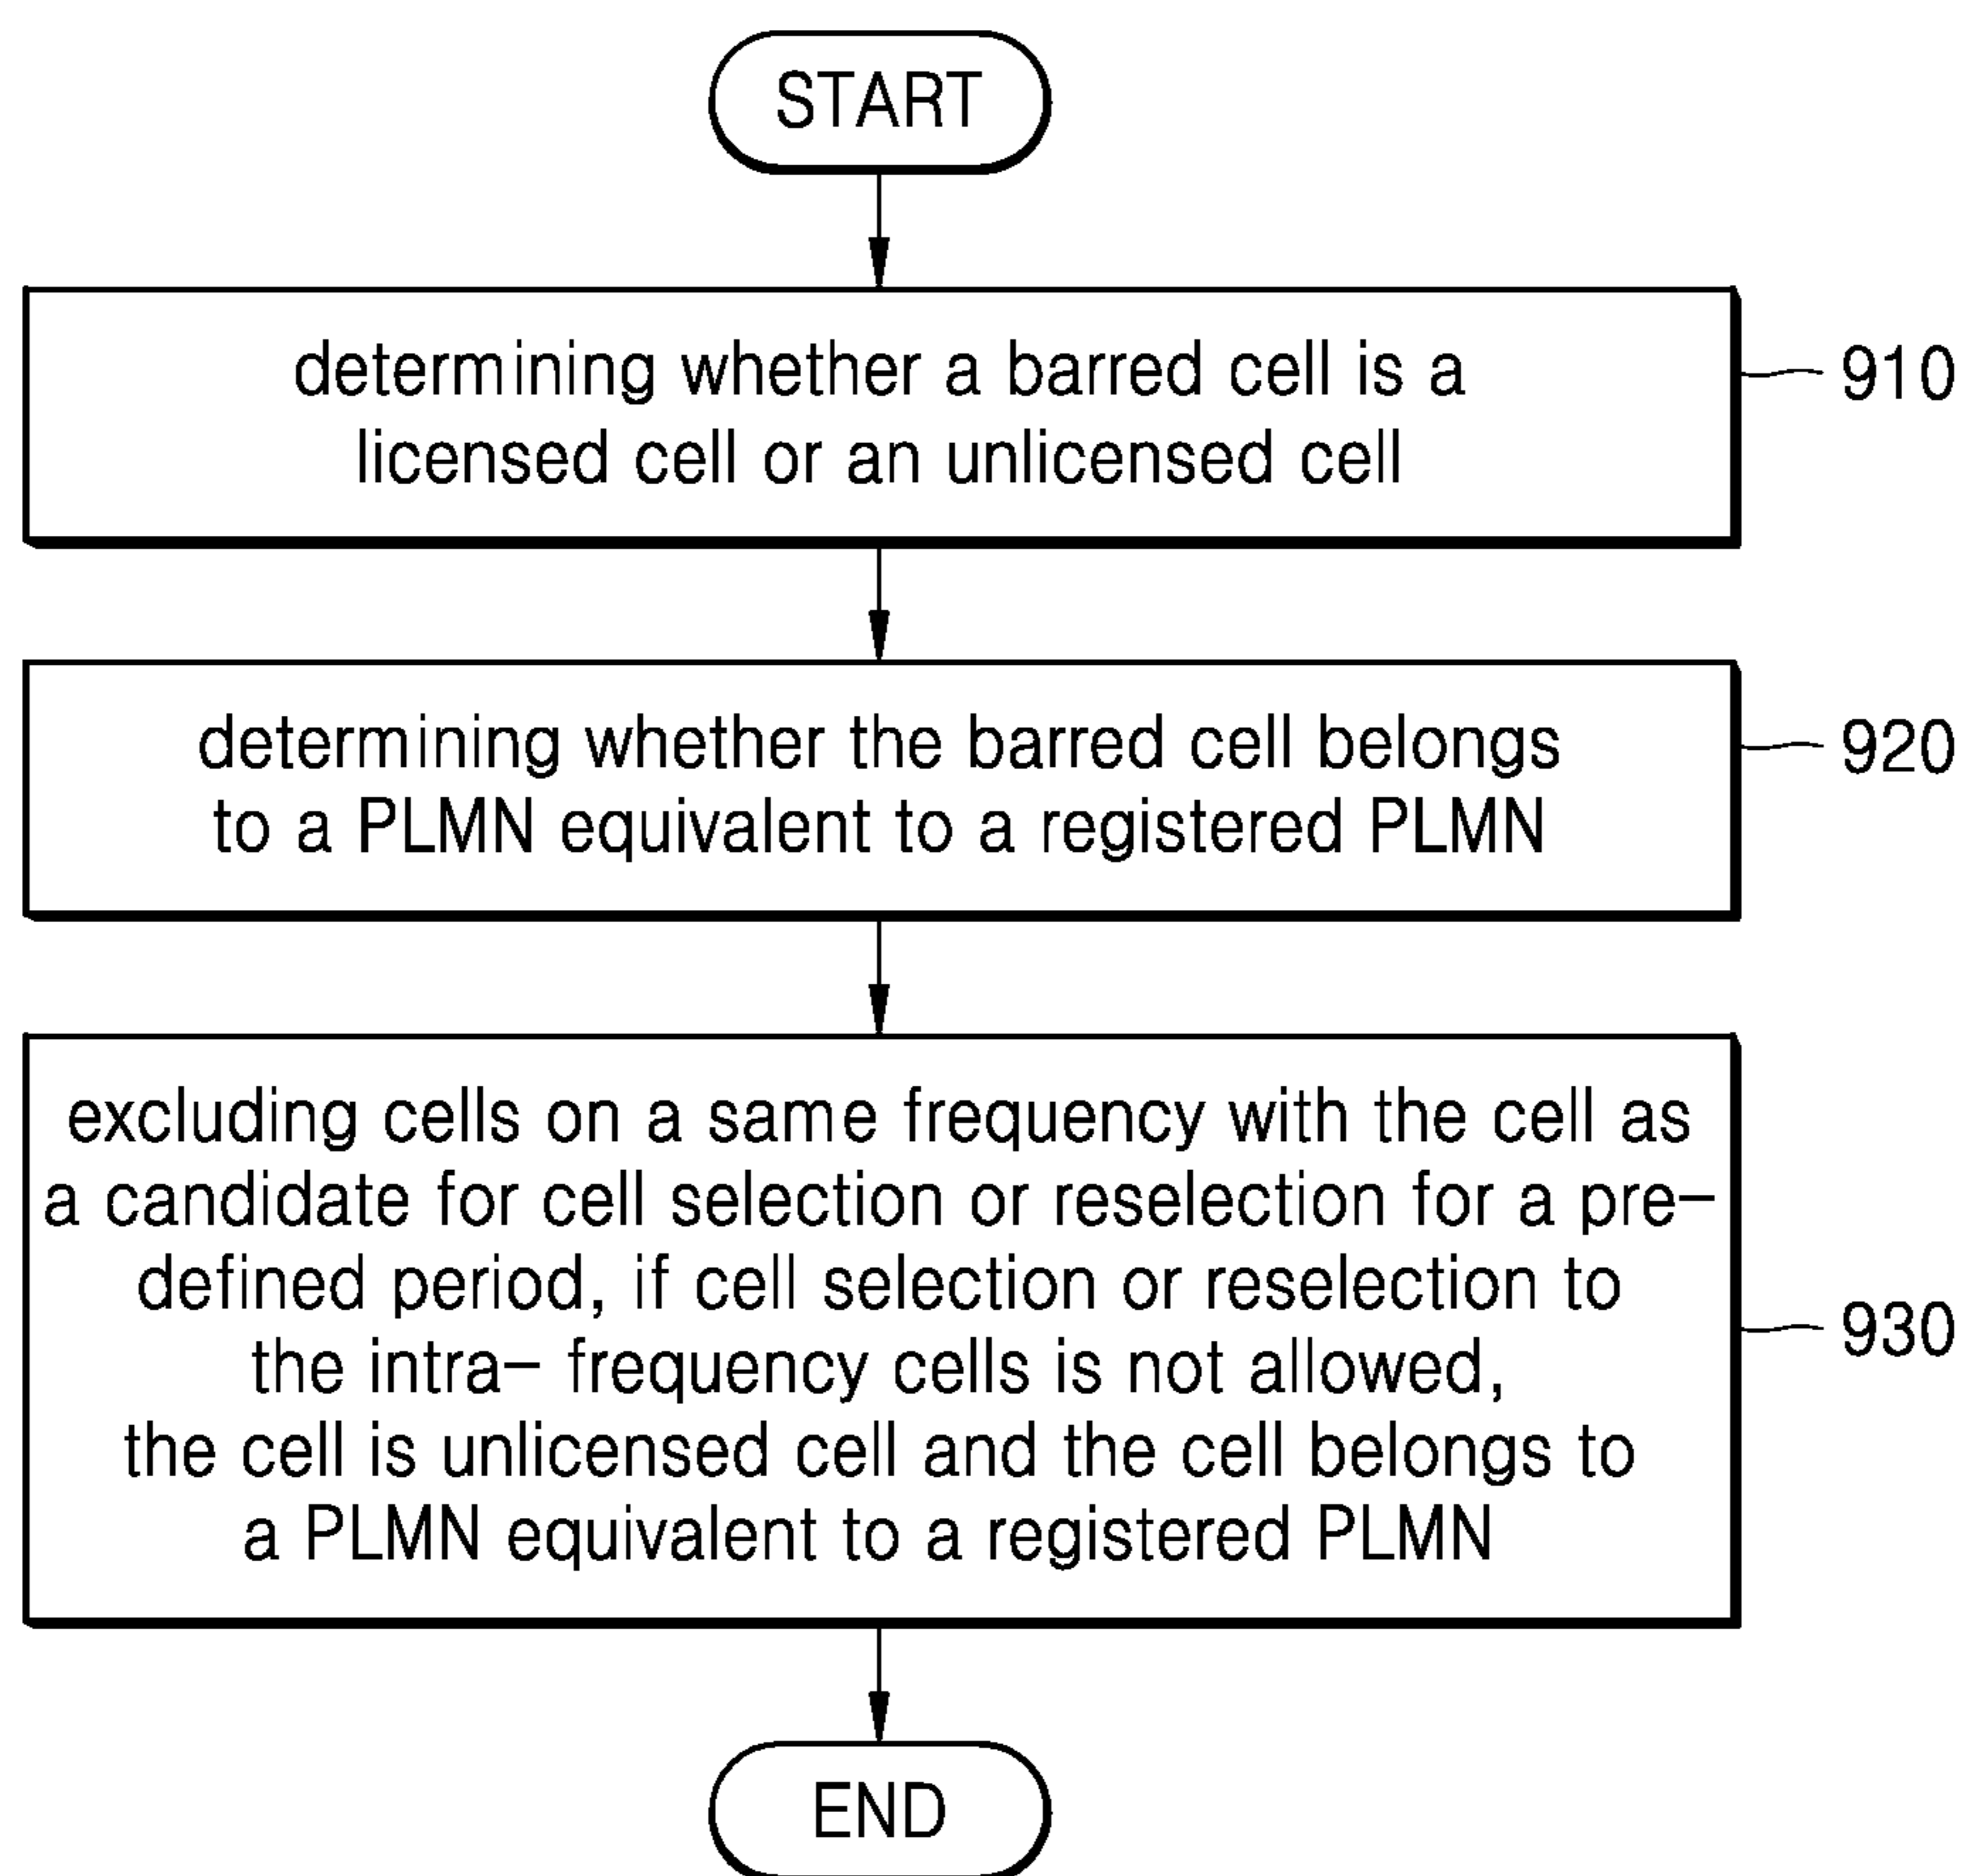 START
determining whether a barred cell is a
licensed cell or an unlicensed cell
910
determining whether the barred cell belongs
to a PLMN equivalent to a registered PLMN
920
excluding cells on a same frequency with the cell as
a candidate for cell selection or reselection for a pre-
defined period, if cell selection or reselection to
the intra- frequency cells is not allowed,
the cell is unlicensed cell and the cell belongs to
a PLMN equivalent to a registered PLMN
930
END